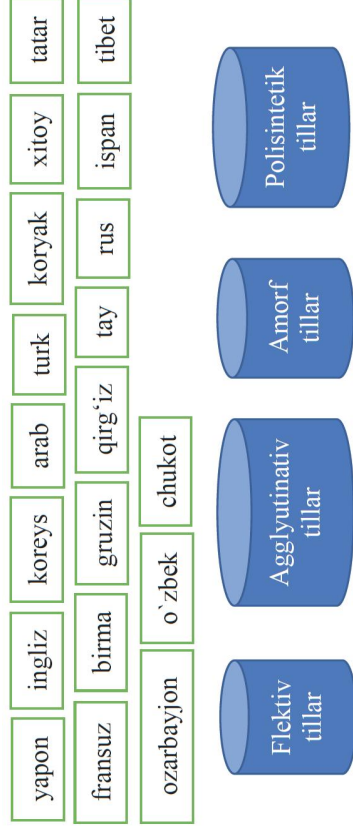 yapon ingliz koreys arab turk koryak xitoy tatar
fransuz birma gruzin qirg‘iz tay rus ispan tibet
ozarbayjon o`zbek chukot
Flektiv
tillar
Agglyutinativ
tillar
Amorf
tillar
Polisintetik
tillar